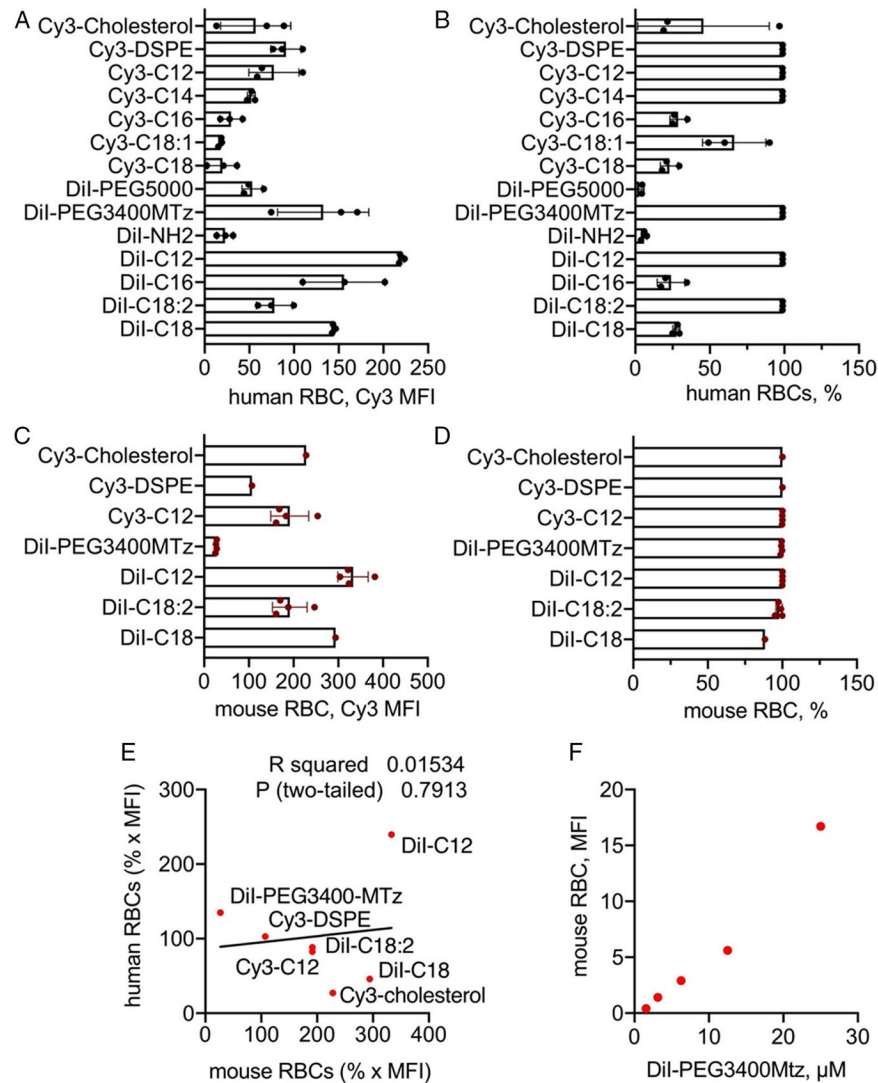 A
Cy3-Cholesterol
Cy3-DSPE
Cy3-C12
Cy3-C14
Cy3-C16
Cy3-C18:1
Cy3-C18
DiI-PEG5000
DiI-PEG3400MTz
DiI-NH2
DiI-C12
DiI-C16
DiI-C18:2
DiI-C18
0 50 100 150 200 250
human RBC, Cy3 MFI
B
Cy3-Cholesterol
Cy3-DSPE
Cy3-C12
Cy3-C14
Cy3-C16
Cy3-C18:1
Cy3-C18
DiI-PEG5000
DiI-PEG3400MTz
DiI-NH2
DiI-C12
DiI-C16
DiI-C18:2
DiI-C18
0 50 100 150
human RBCs, %
C
Cy3-Cholesterol
Cy3-DSPE
Cy3-C12
DiI-PEG3400MTz
DiI-C12
DiI-C18:2
DiI-C18
0 100 200 300 400 500
mouse RBC, Cy3 MFI
D
Cy3-Cholesterol
Cy3-DSPE
Cy3-C12
DiI-PEG3400MTz
DiI-C12
DiI-C18:2
DiI-C18
0 50 100 150
mouse RBC, %
E
R squared 0.01534
P (two-tailed) 0.7913
human RBCs (% x MFI)
300
200
100
0
DiI-C12
DiI-PEG3400-MTz
Cy3-DSPE
DiI-C18:2
Cy3-C12
DiI-C18
Cy3-cholesterol
0 100 200 300 400
mouse RBCs (% x MFI)
F
mouse RBC, MFI
20
15
10
5
0
0 10 20 30
DiI-PEG3400Mtz, µM